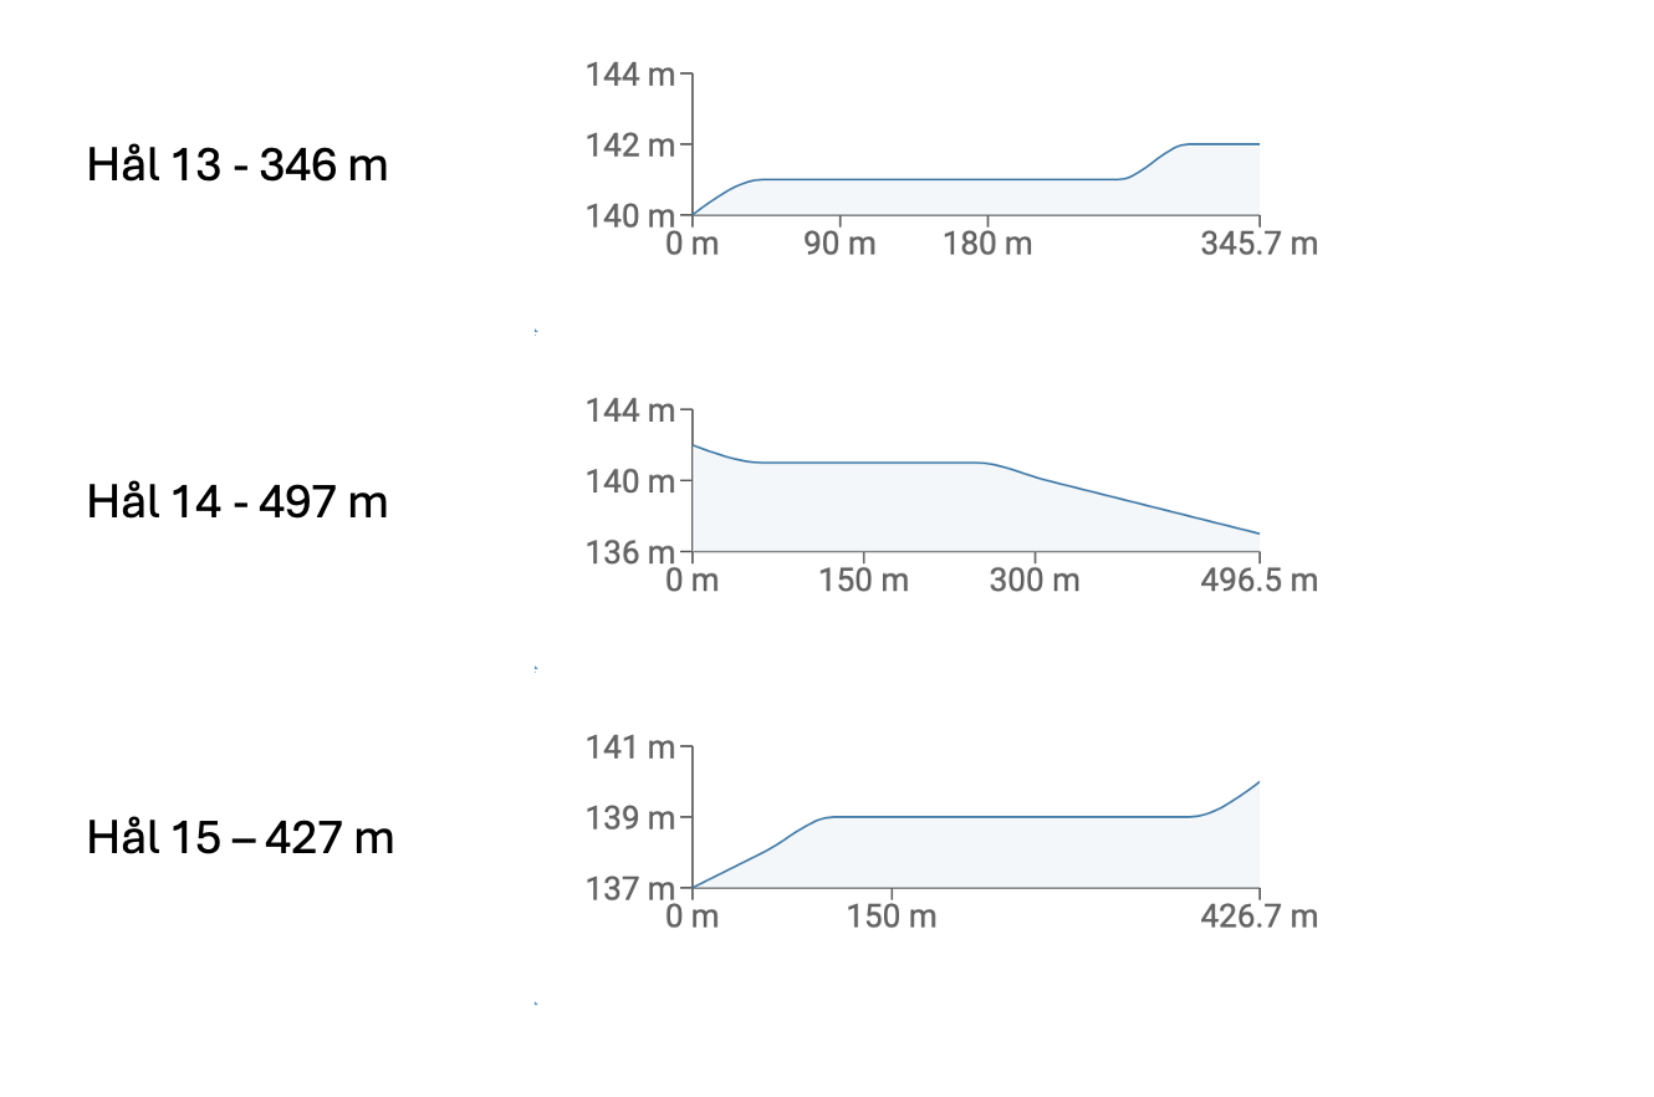 144 m
Hål 13 - 346 m
142 m
140 m
0 m 90 m 180 m 345.7 m
144 m
Hål 14 - 497 m
140 m
136 m
0 m 150 m 300 m 496.5 m
141 m
Hål 15 – 427 m
139 m
137 m
0 m 150 m 426.7 m